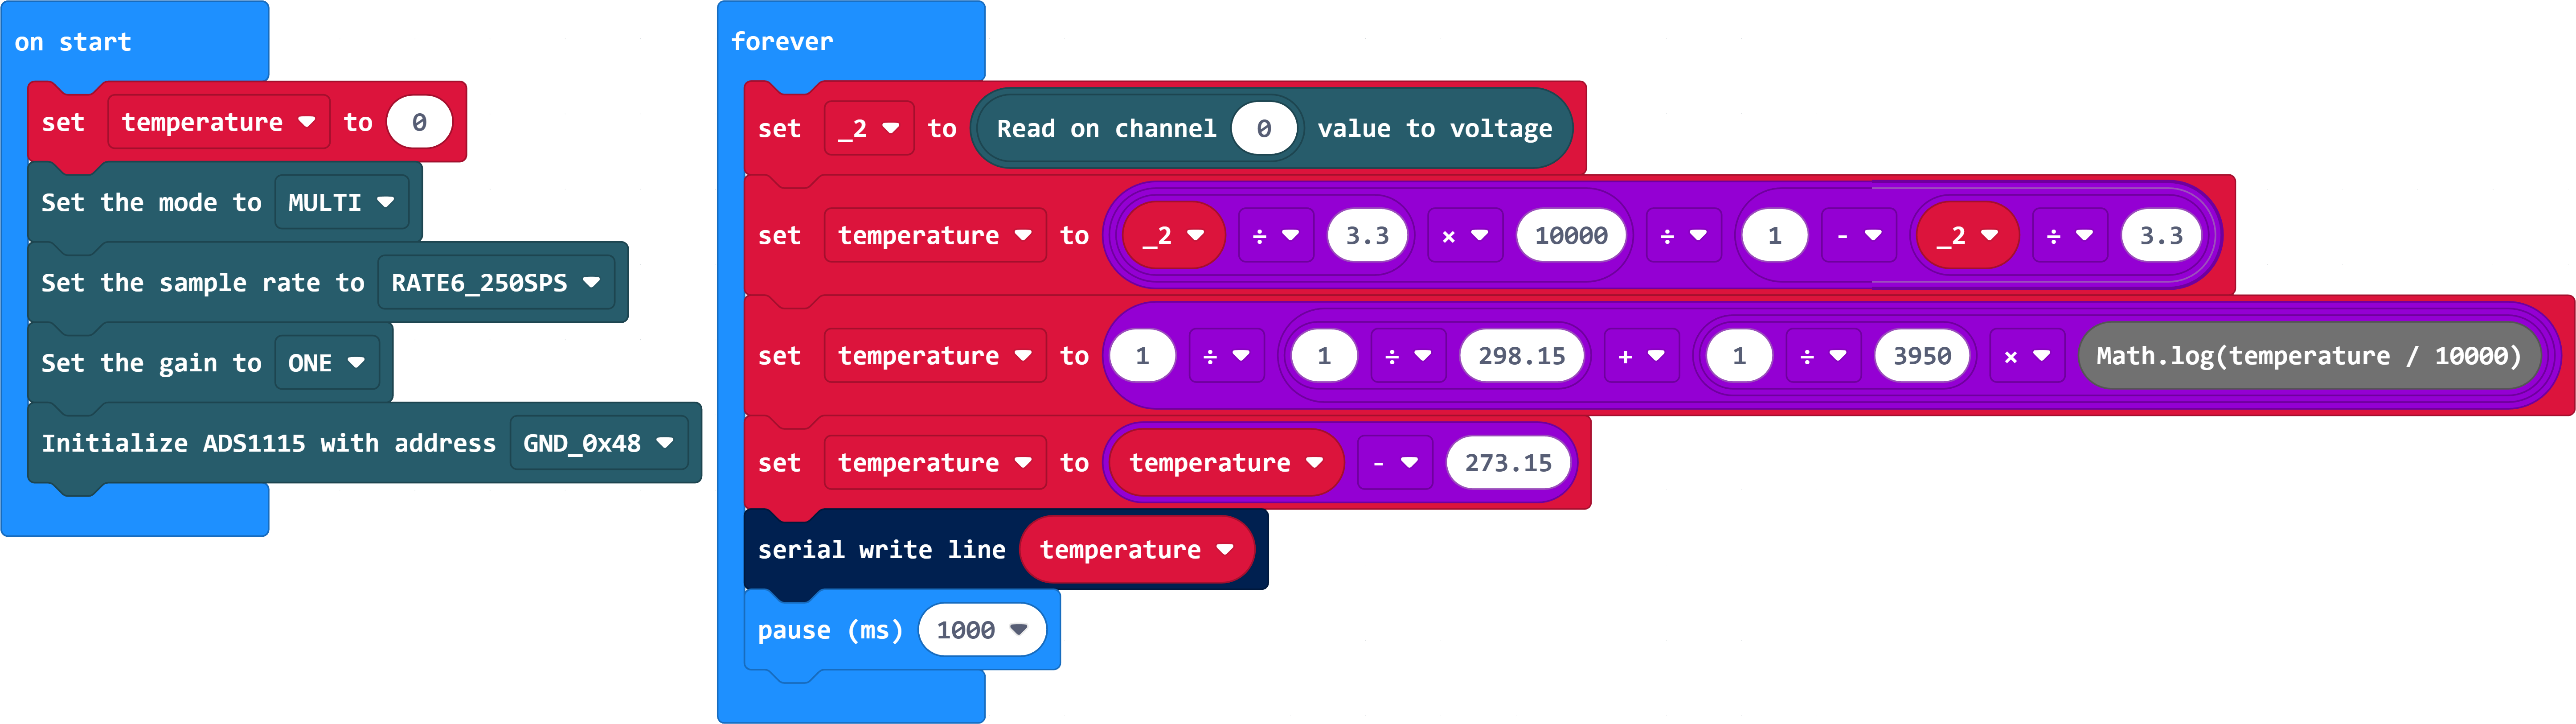 on start
set temperature to 0
Set the mode to MULTI
Set the sample rate to RATE6_250SPS
Set the gain to ONE
Initialize ADS1115 with address GND_0x48
forever
set _2 to Read on channel 0 value to voltage
set temperature to _2 ÷ 3.3 × 10000 ÷ 1 - _2 ÷ 3.3
set temperature to 1 ÷ 1 ÷ 298.15 + 1 ÷ 3950 × Math.log(temperature / 10000)
set temperature to temperature - 273.15
serial write line temperature
pause (ms) 1000